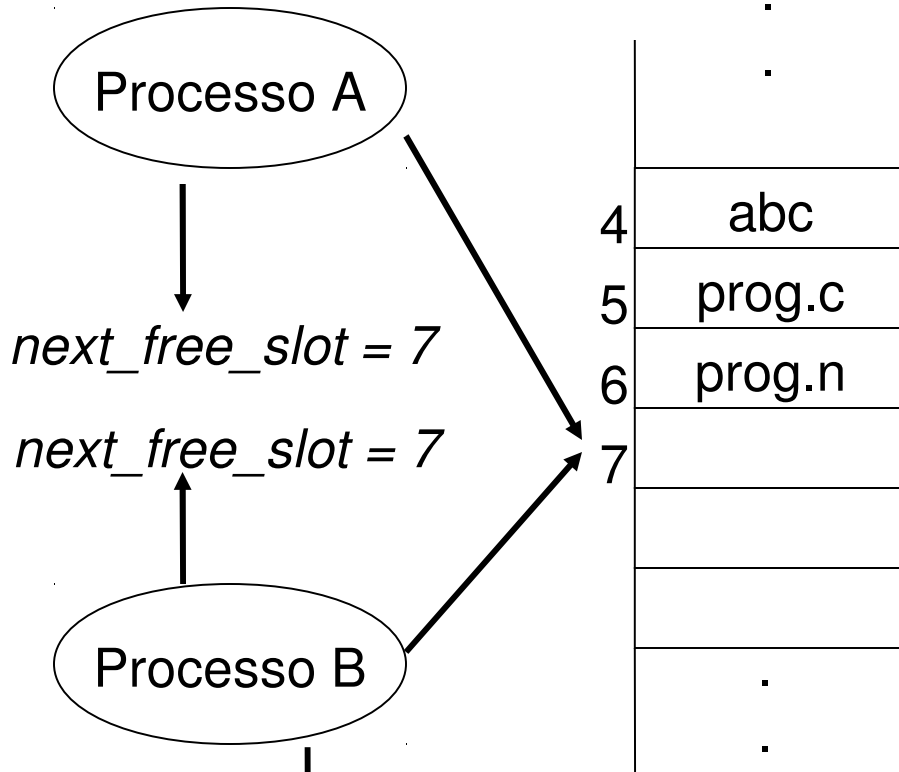 Processo A
next_free_slot = 7
next_free_slot = 7
Processo B
4 abc
5 prog.c
6 prog.n
7